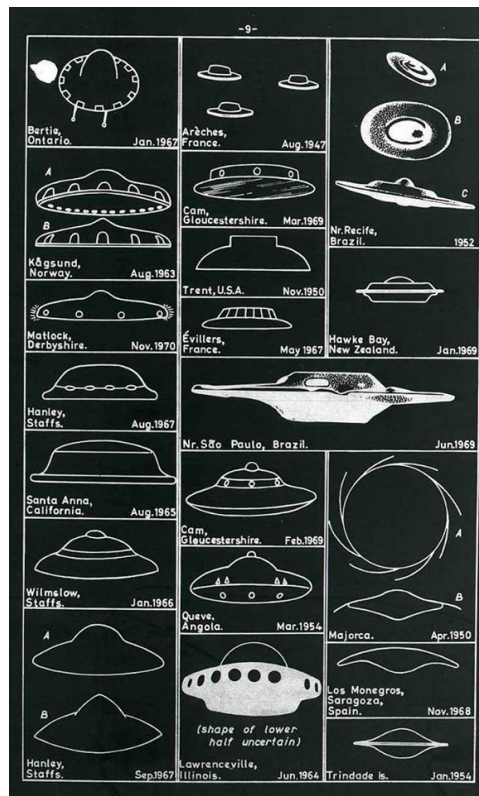 -9-
Bertie,
Ontario. Jan.1967
A
B
Kågsund,
Norway. Aug.1963
Matlock,
Derbyshire. Nov.1970
Hanley,
Staffs. Aug.1967
Santa Anna,
California. Aug.1965
Wilmslow,
Staffs. Jan.1966
A
B
Hanley,
Staffs. Sep.1967
Arèches,
France. Aug.1947
Cam,
Gloucestershire. Mar.1969
Trent, U.S.A. Nov.1950
Évillers,
France. May 1967
Nr. São Paulo, Brazil. Jun.1969
Cam,
Gloucestershire. Feb.1969
Queve,
Angola. Mar.1954
(shape of lower
half uncertain)
Lawrenceville,
Illinois. Jun.1964
A
B
C
Nr. Recife,
Brazil. 1952
Hawke Bay,
New Zealand. Jan.1969
A
B
Majorca. Apr.1950
Los Monegros,
Saragoza,
Spain. Nov.1968
Trindade Is. Jan.1954